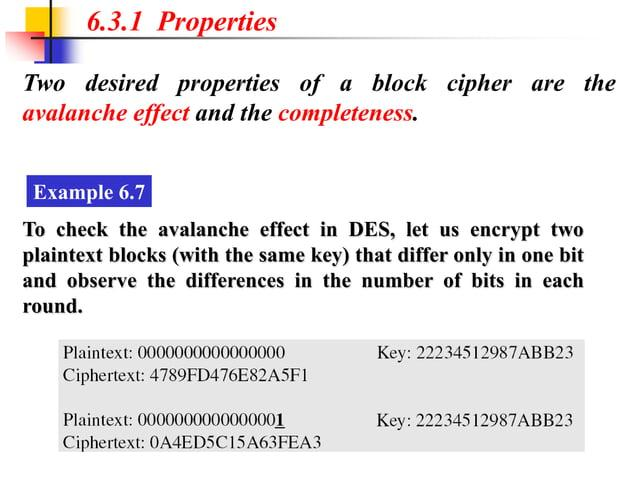 6.3.1 Properties
Two desired properties of a block cipher are the
avalanche effect and the completeness.
Example 6.7
To check the avalanche effect in DES, let us encrypt two
plaintext blocks (with the same key) that differ only in one bit
and observe the differences in the number of bits in each
round.
Plaintext: 0000000000000000 Key: 22234512987ABB23
Ciphertext: 4789FD476E82A5F1
Plaintext: 0000000000000001 Key: 22234512987ABB23
Ciphertext: 0A4ED5C15A63FEA3